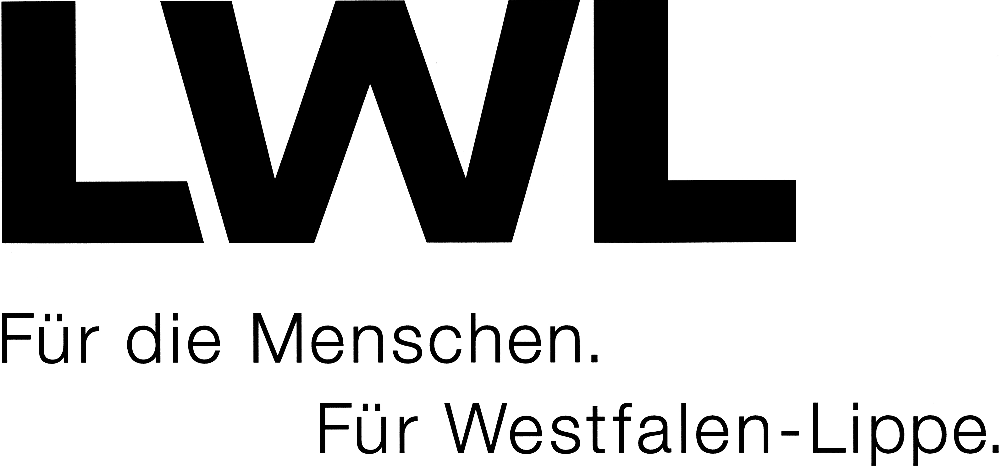 LWL
Für die Menschen.
Für Westfalen-Lippe.